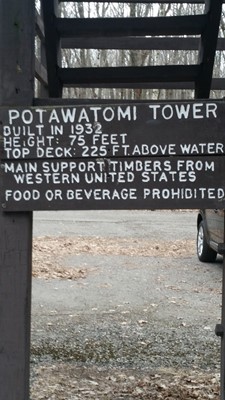 POTAWATOMI TOWER
BUILT IN 1932
HEIGHT: 75 FEET
TOP DECK: 225 FT. ABOVE WATER
MAIN SUPPORT TIMBERS FROM
WESTERN UNITED STATES
FOOD OR BEVERAGE PROHIBITED